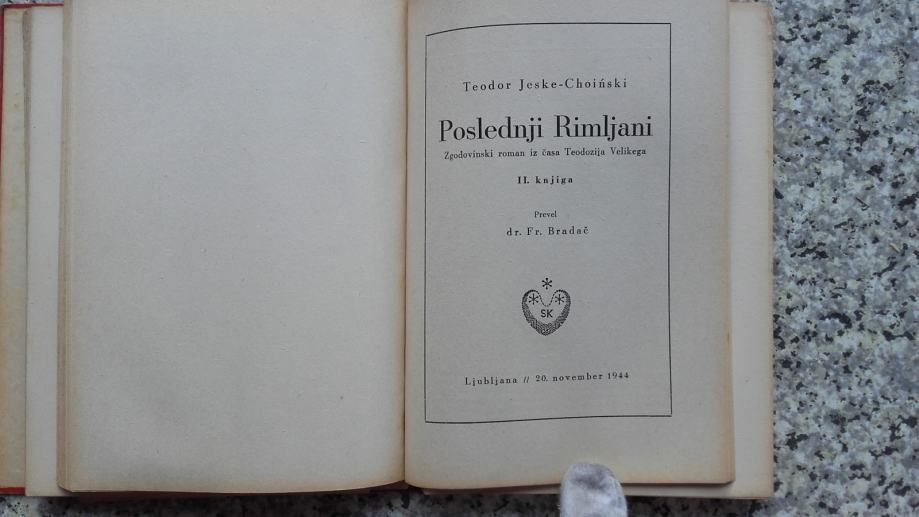 Teodor Jeske-Choiński
Poslednji Rimljani
Zgodovinski roman iz časa Teodozija Velikega
II. knjiga
Prevel
dr. Fr. Bradač
SK
Ljubljana // 20. november 1944